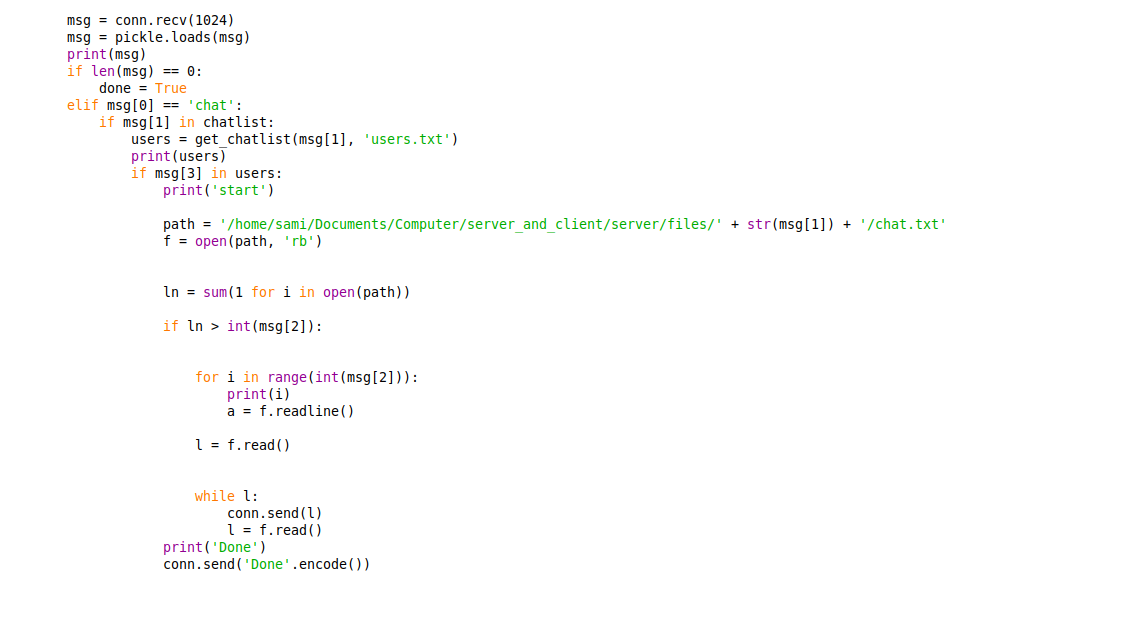 msg = conn.recv(1024)
msg = pickle.loads(msg)
print(msg)
if len(msg) == 0:
    done = True
elif msg[0] == 'chat':
    if msg[1] in chatlist:
        users = get_chatlist(msg[1], 'users.txt')
        print(users)
        if msg[3] in users:
            print('start')
            path = '/home/sami/Documents/Computer/server_and_client/server/files/' + str(msg[1]) + '/chat.txt'
            f = open(path, 'rb')
            ln = sum(1 for i in open(path))
            if ln > int(msg[2]):
                for i in range(int(msg[2])):
                    print(i)
                    a = f.readline()
                l = f.read()
                while l:
                    conn.send(l)
                    l = f.read()
            print('Done')
            conn.send('Done'.encode())